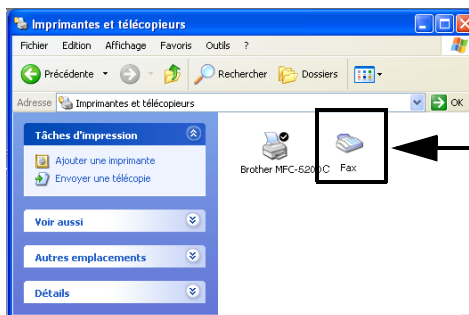 Imprimantes et télécopieurs
Fichier Edition Affichage Favoris Outils ?
Précédente Rechercher Dossiers
Adresse Imprimantes et télécopieurs OK
Tâches d'impression
Ajouter une imprimante
Envoyer une télécopie
Voir aussi
Autres emplacements
Détails
Brother MFC-5200C
Fax